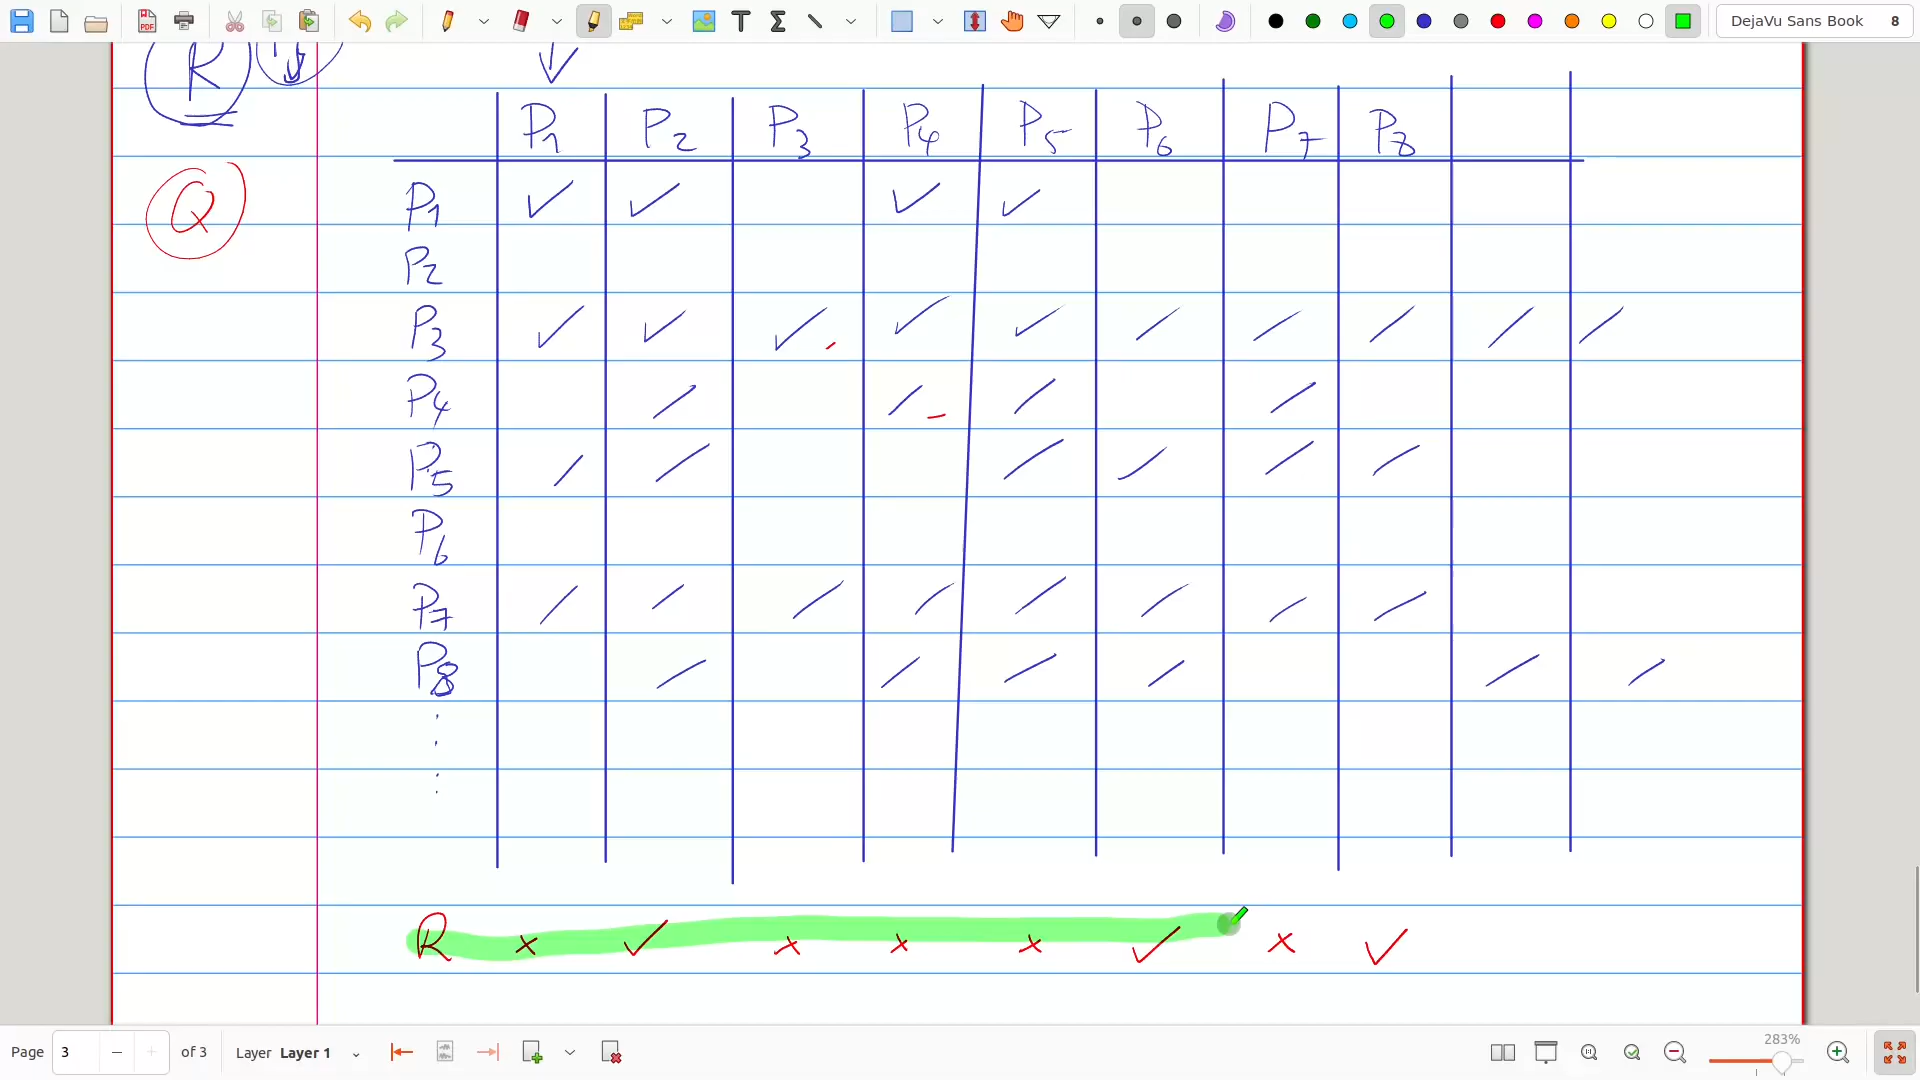 DejaVu Sans Book 8
R
P1 P2 P3 P4 P5 P6 P7 P8
Q
P1 ✓ ✓ ✓ ✓
P2
P3 ✓ ✓ ✓ ✓ ✓ / / / / /
P4 / / / /
P5 / / / / / /
P6
P7 / / / / / / / /
P8 / / / / / /
R × ✓ × × × ✓ × ✓
283%
Page 3 of 3 Layer Layer 1